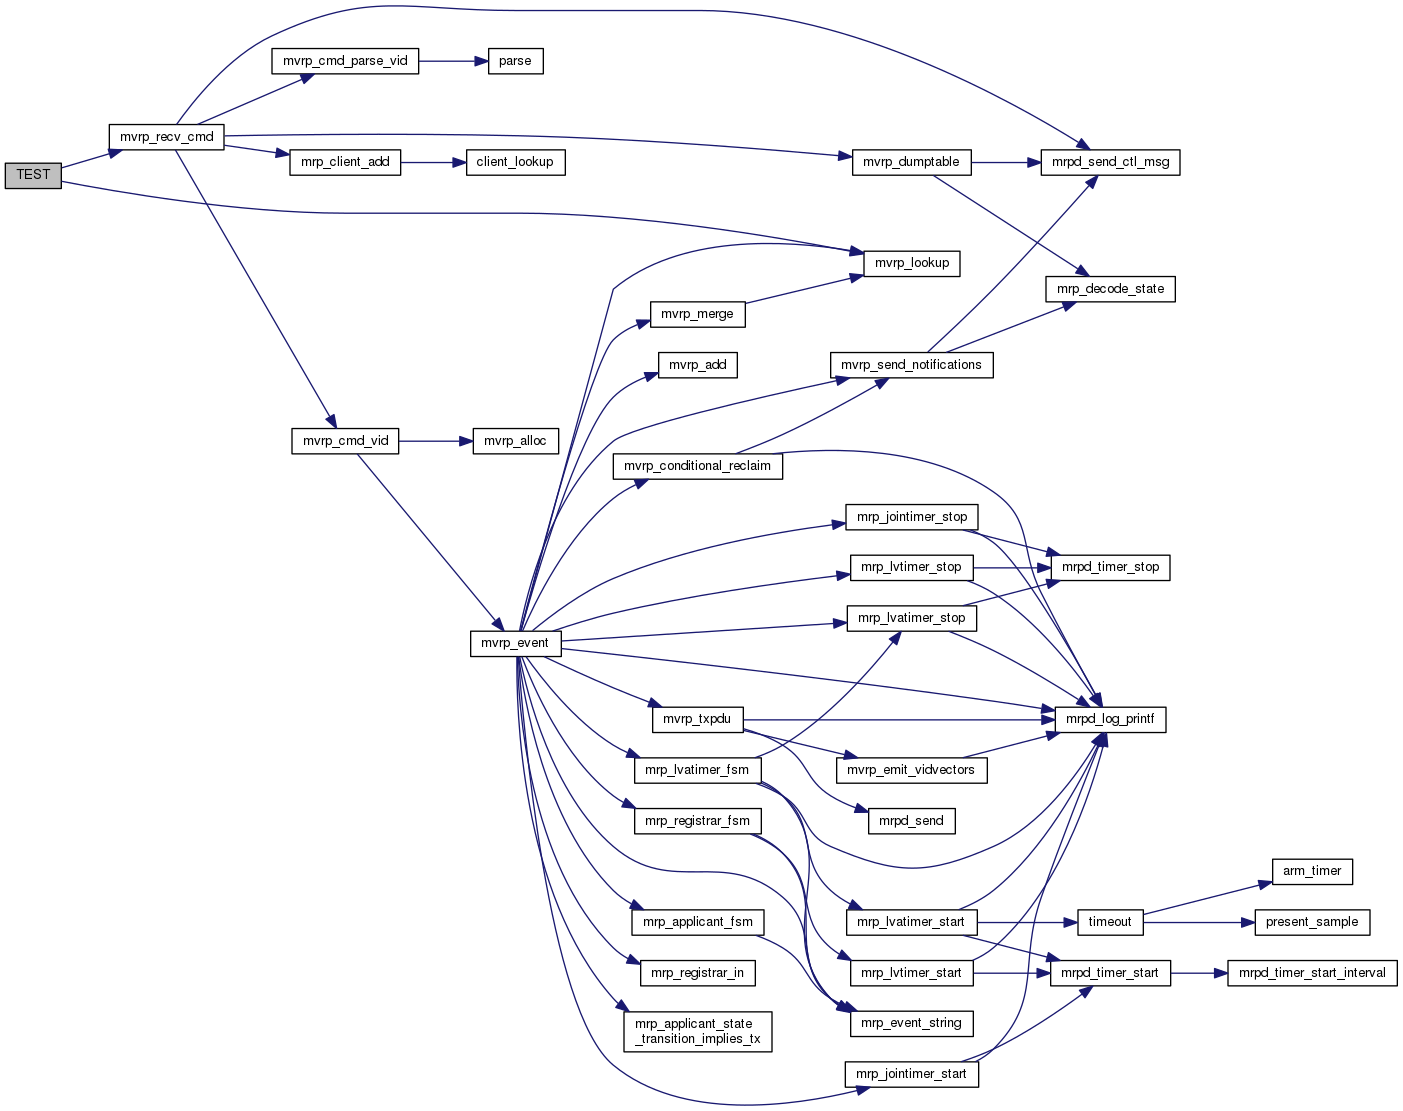 mvrp_cmd_parse_vid
parse
mvrp_recv_cmd
mrp_client_add
client_lookup
mvrp_dumptable
mrpd_send_ctl_msg
TEST
mvrp_lookup
mrp_decode_state
mvrp_merge
mvrp_add
mvrp_send_notifications
mvrp_cmd_vid
mvrp_alloc
mvrp_conditional_reclaim
mrp_jointimer_stop
mrp_lvtimer_stop
mrpd_timer_stop
mrp_lvatimer_stop
mvrp_event
mvrp_txpdu
mrpd_log_printf
mrp_lvatimer_fsm
mvrp_emit_vidvectors
mrp_registrar_fsm
mrpd_send
arm_timer
mrp_applicant_fsm
mrp_lvatimer_start
timeout
present_sample
mrp_registrar_in
mrp_lvtimer_start
mrpd_timer_start
mrpd_timer_start_interval
mrp_applicant_state
_transition_implies_tx
mrp_event_string
mrp_jointimer_start